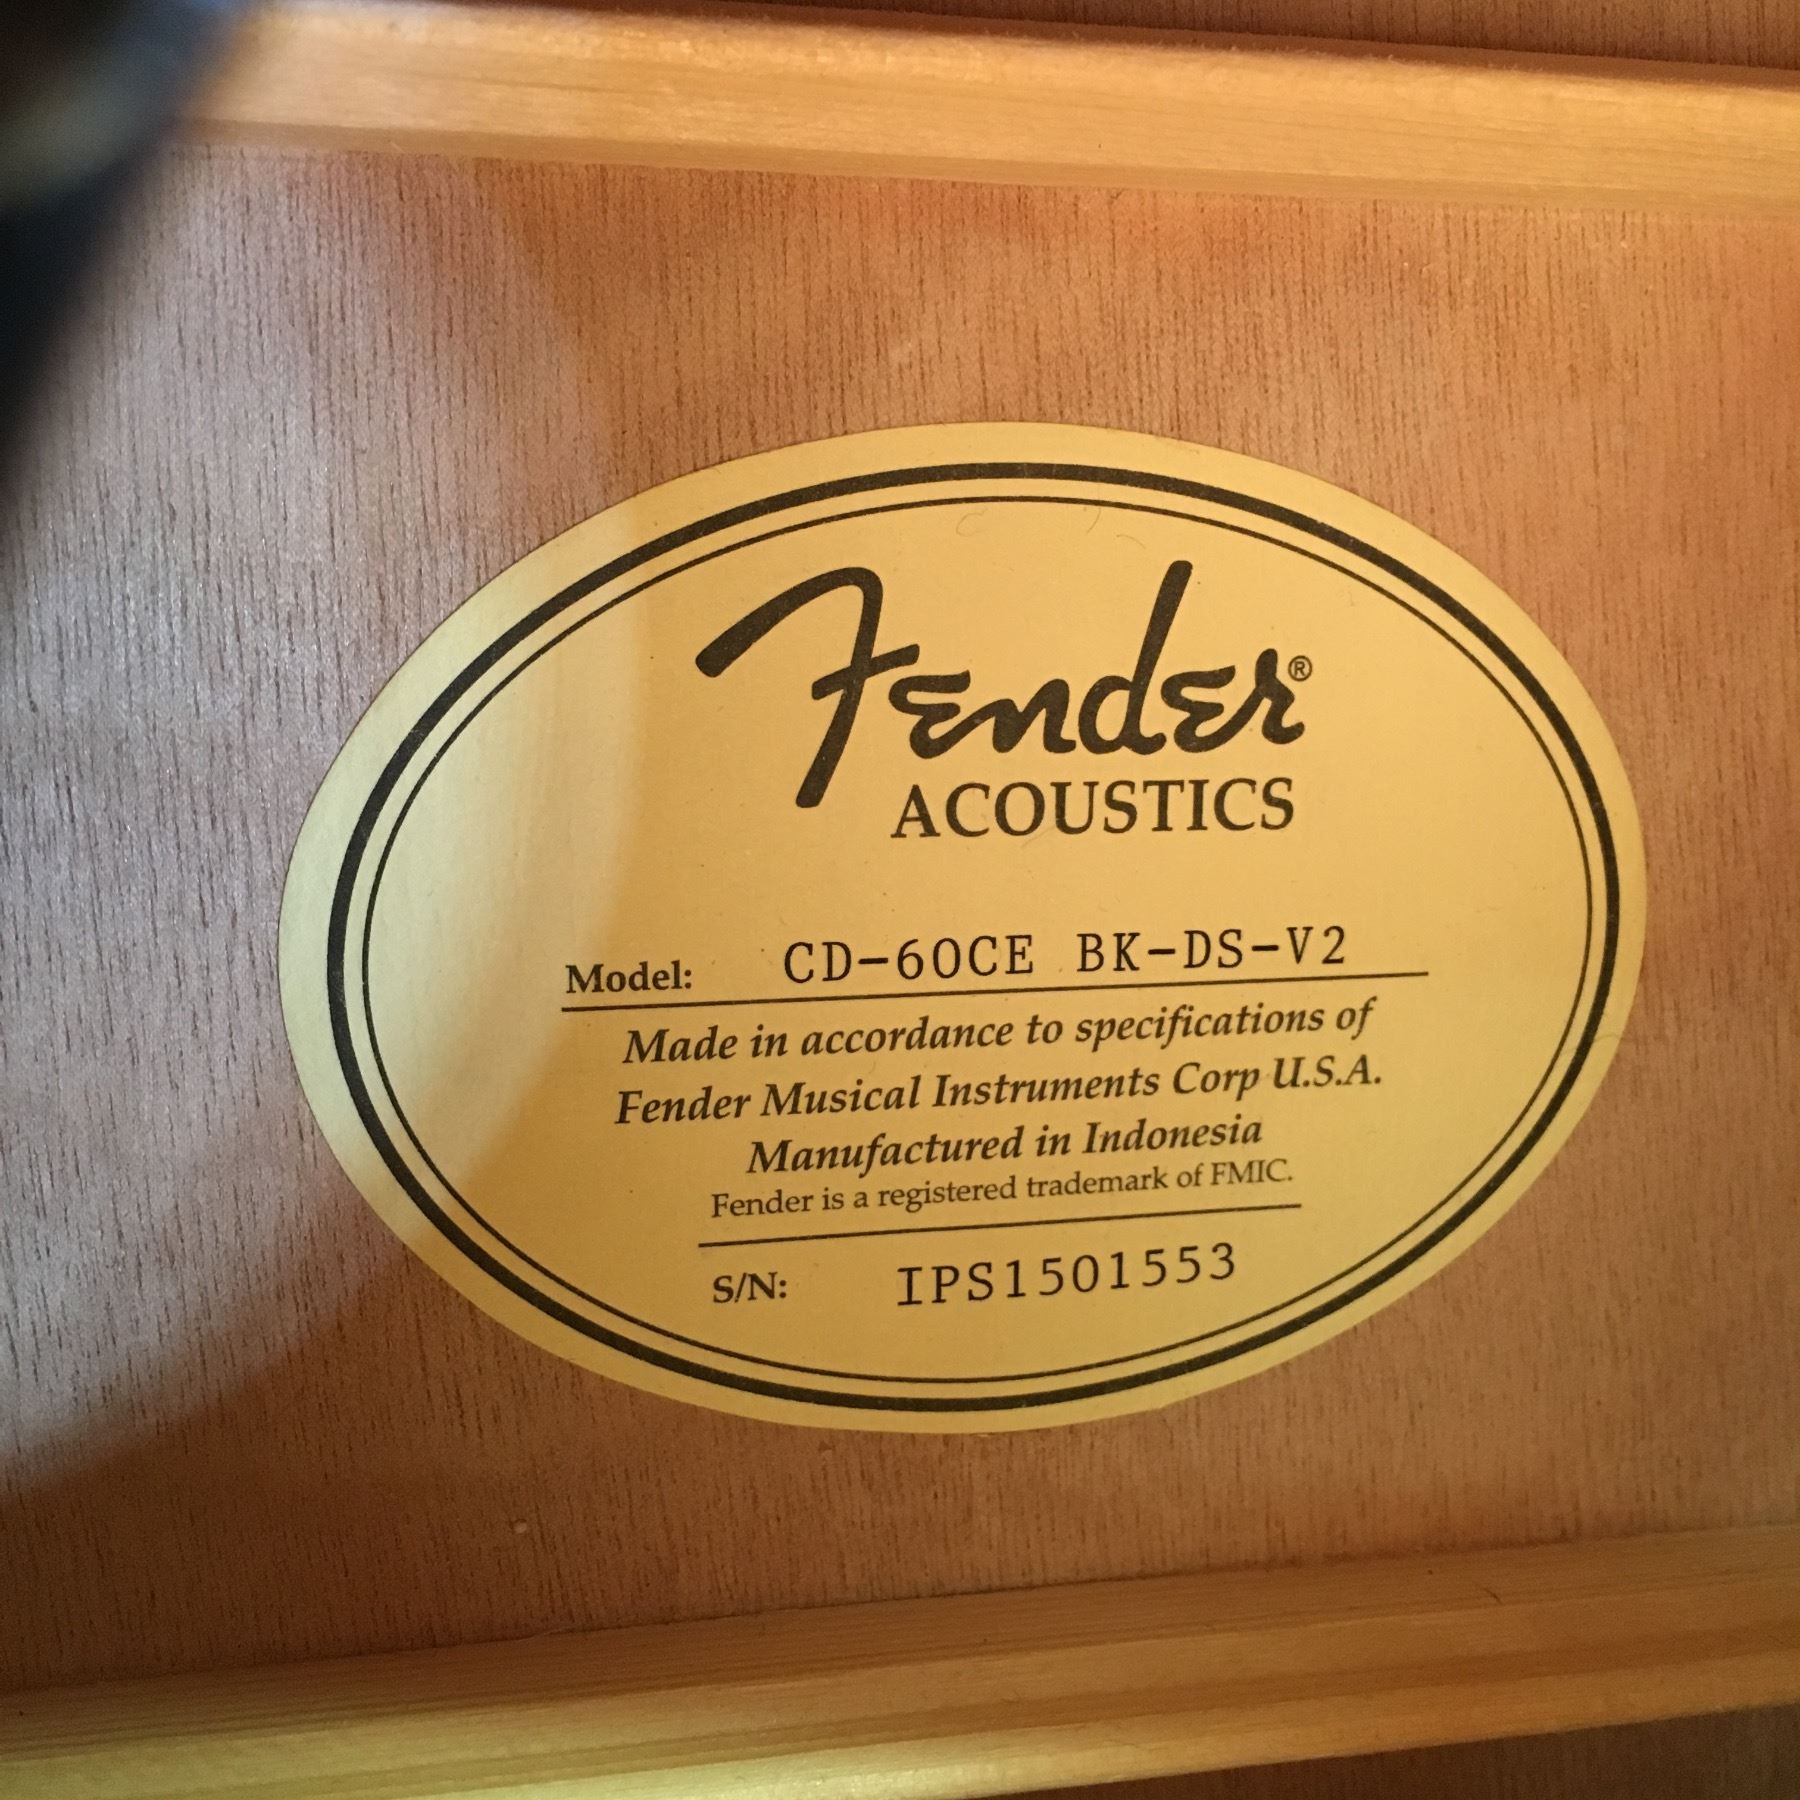 Fender®
ACOUSTICS
Model: CD-60CE BK-DS-V2
Made in accordance to specifications of
Fender Musical Instruments Corp U.S.A.
Manufactured in Indonesia
Fender is a registered trademark of FMIC.
S/N: IPS1501553